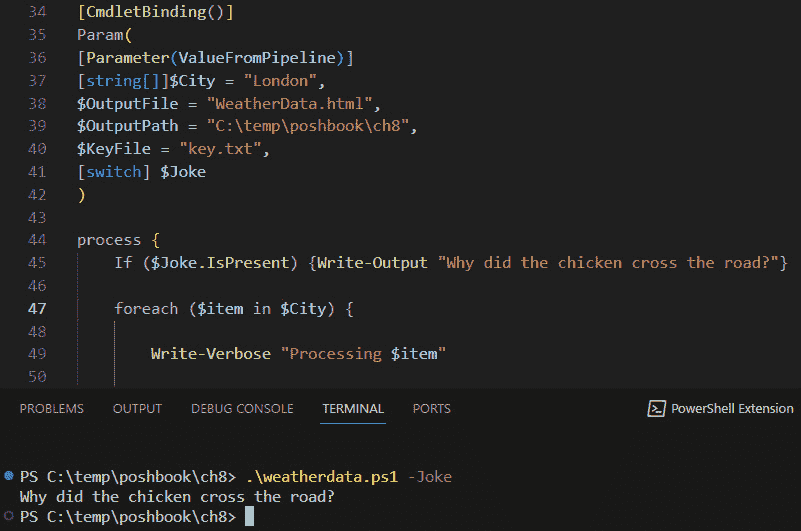 34 [CmdletBinding()]
35 Param(
36 [Parameter(ValueFromPipeline)]
37 [string[]]$City = "London",
38 $OutputFile = "WeatherData.html",
39 $OutputPath = "C:\temp\poshbook\ch8",
40 $KeyFile = "key.txt",
41 [switch] $Joke
42 )
43
44 process {
45 If ($Joke.IsPresent) {Write-Output "Why did the chicken cross the road?"}
46
47 foreach ($item in $City) {
48
49 Write-Verbose "Processing $item"
50
PROBLEMS OUTPUT DEBUG CONSOLE TERMINAL PORTS PowerShell Extension
PS C:\temp\poshbook\ch8> .\weatherdata.ps1 -Joke
Why did the chicken cross the road?
PS C:\temp\poshbook\ch8>